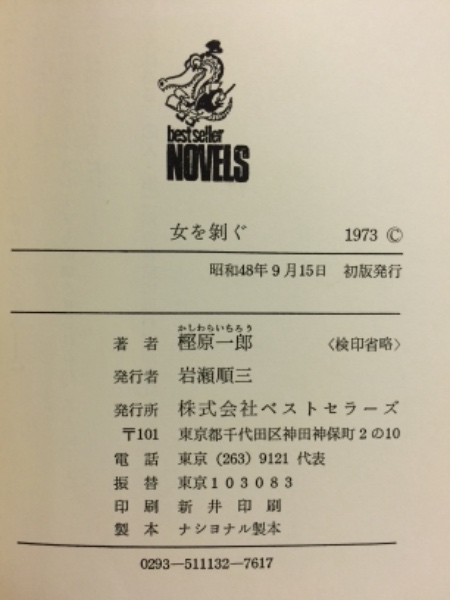 best seller
NOVELS
女を剝ぐ 1973 ©
昭和48年9月15日 初版発行
かしわらいちろう
著者 樫原一郎 〈検印省略〉
発行者 岩瀬順三
発行所 株式会社ベストセラーズ
〒101 東京都千代田区神田神保町2の10
電話 東京 (263) 9121 代表
振替 東京103083
印刷 新井印刷
製本 ナショナル製本
0293—511132—7617